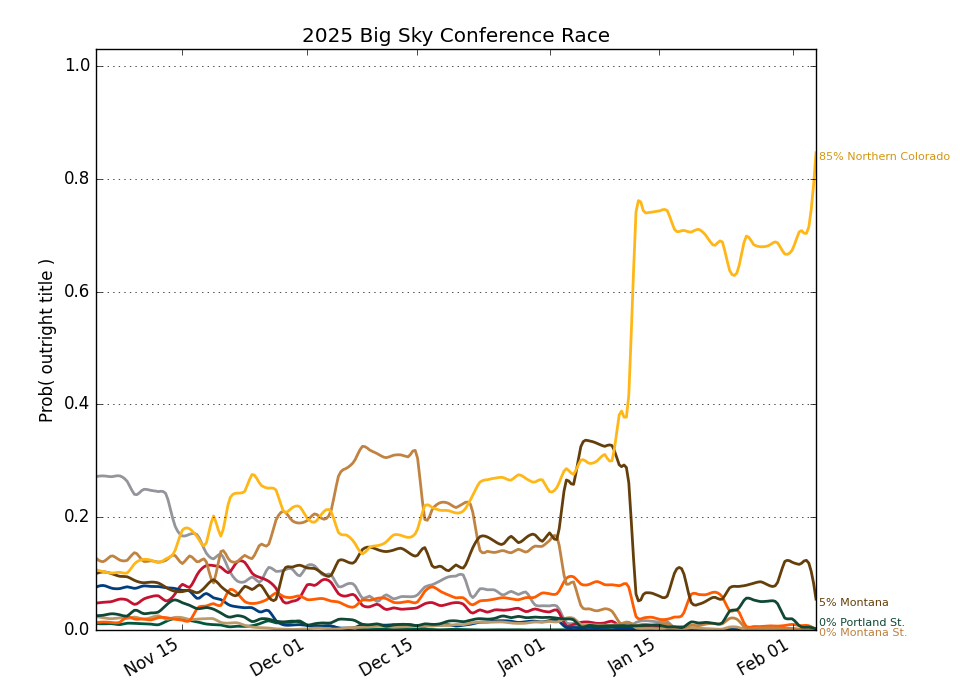 2025 Big Sky Conference Race
Prob( outright title )
1.0
0.8
0.6
0.4
0.2
0.0
Nov 15
Dec 01
Dec 15
Jan 01
Jan 15
Feb 01
85% Northern Colorado
5% Montana
0% Portland St.
0% Montana St.